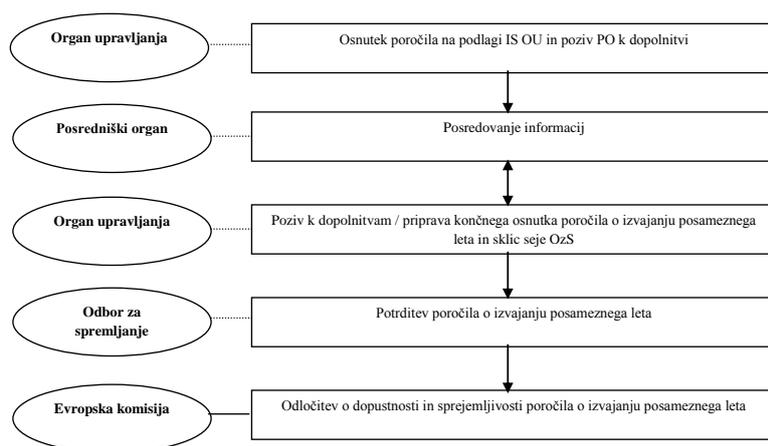 Organ upravljanja
Osnutek poročila na podlagi IS OU in poziv PO k dopolnitvi
Posredniški organ
Posredovanje informacij
Organ upravljanja
Poziv k dopolnitvam / priprava končnega osnutka poročila o izvajanju posameznega
leta in sklic seje OzS
Odbor za
spremljanje
Potrditev poročila o izvajanju posameznega leta
Evropska komisija
Odločitev o dopustnosti in sprejemljivosti poročila o izvajanju posameznega leta